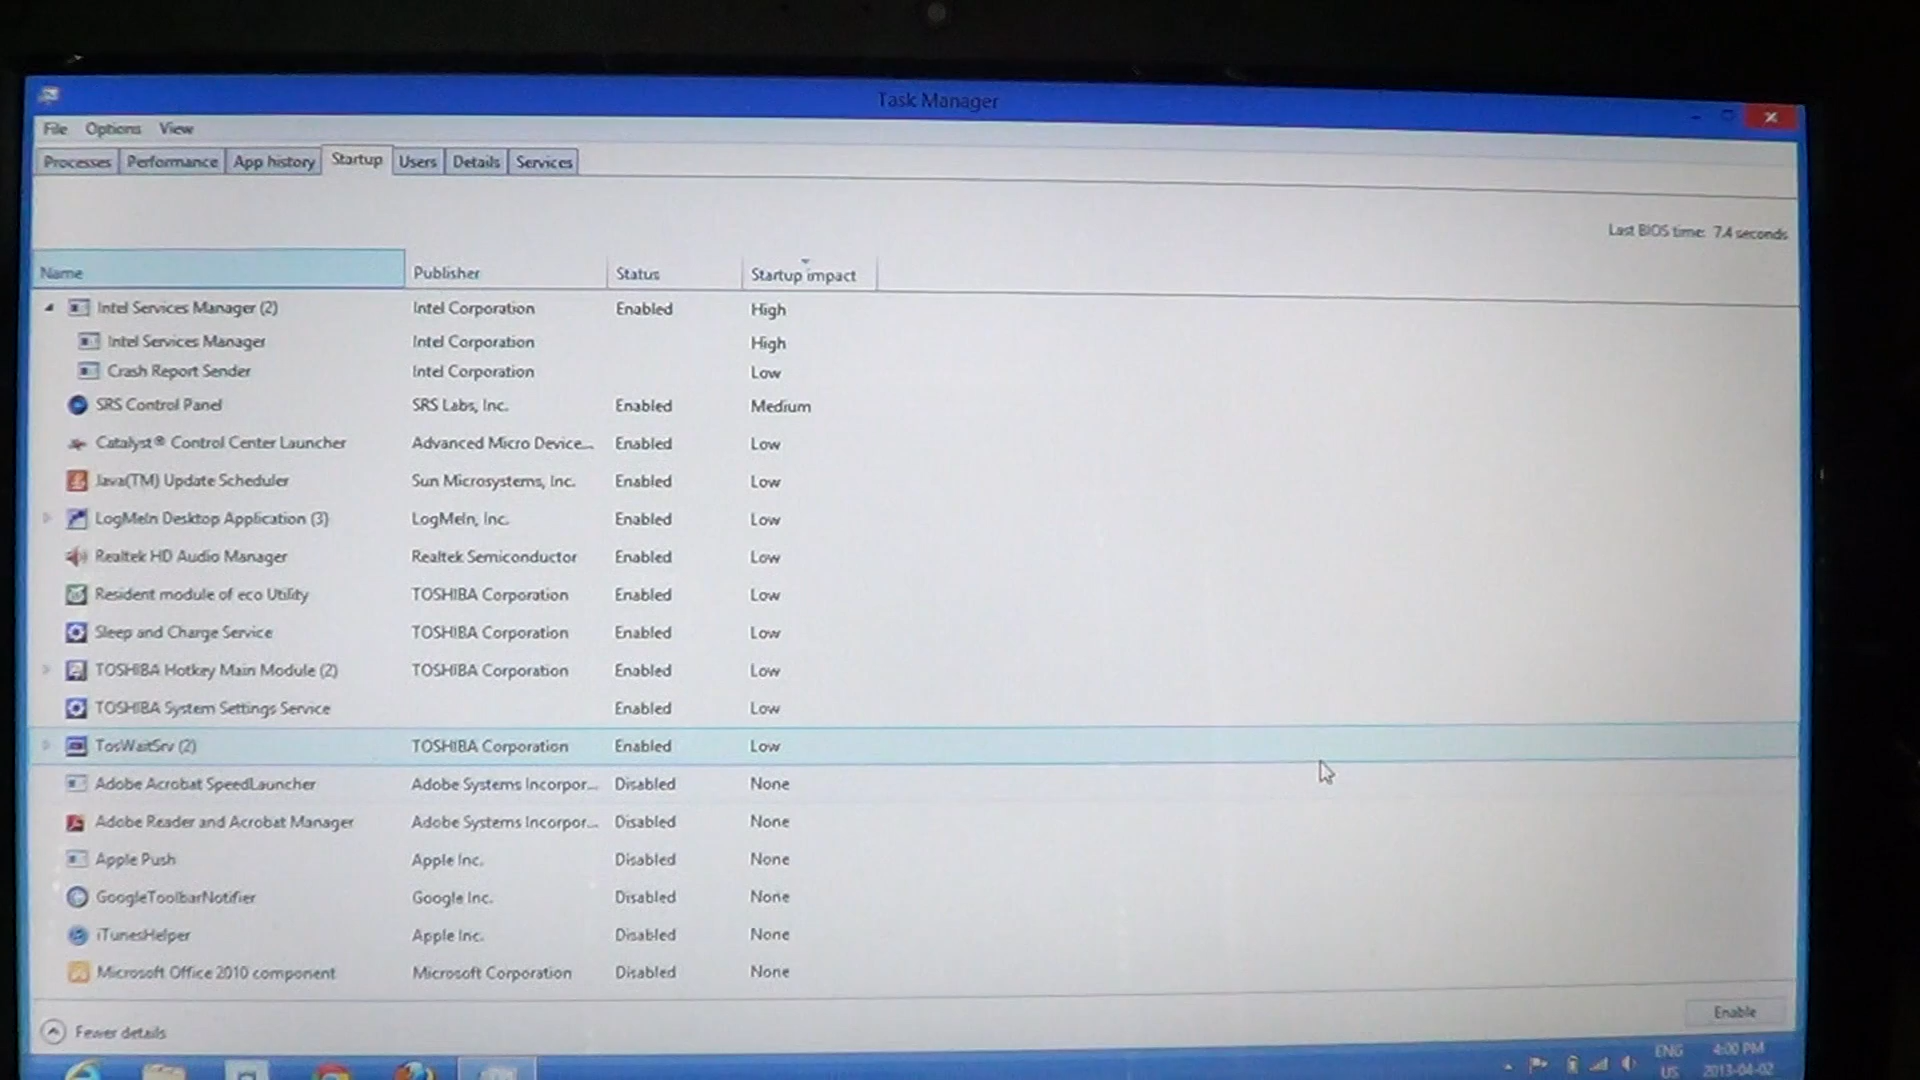 Task Manager
File Options View
Processes Performance App history Startup Users Details Services
Last BIOS time: 7.4 seconds
Name Publisher Status Startup impact
Intel Services Manager (2) Intel Corporation Enabled High
Intel Services Manager Intel Corporation High
Crash Report Sender Intel Corporation Low
SRS Control Panel SRS Labs, Inc. Enabled Medium
Catalyst® Control Center Launcher Advanced Micro Device... Enabled Low
Java(TM) Update Scheduler Sun Microsystems, Inc. Enabled Low
LogMeIn Desktop Application (3) LogMeIn, Inc. Enabled Low
Realtek HD Audio Manager Realtek Semiconductor Enabled Low
Resident module of eco Utility TOSHIBA Corporation Enabled Low
Sleep and Charge Service TOSHIBA Corporation Enabled Low
TOSHIBA Hotkey Main Module (2) TOSHIBA Corporation Enabled Low
TOSHIBA System Settings Service Enabled Low
TosWaitSrv (2) TOSHIBA Corporation Enabled Low
Adobe Acrobat SpeedLauncher Adobe Systems Incorpor... Disabled None
Adobe Reader and Acrobat Manager Adobe Systems Incorpor... Disabled None
Apple Push Apple Inc. Disabled None
GoogleToolbarNotifier Google Inc. Disabled None
iTunesHelper Apple Inc. Disabled None
Microsoft Office 2010 component Microsoft Corporation Disabled None
Enable
Fewer details
ENG 4:00 PM
US 2013-04-02